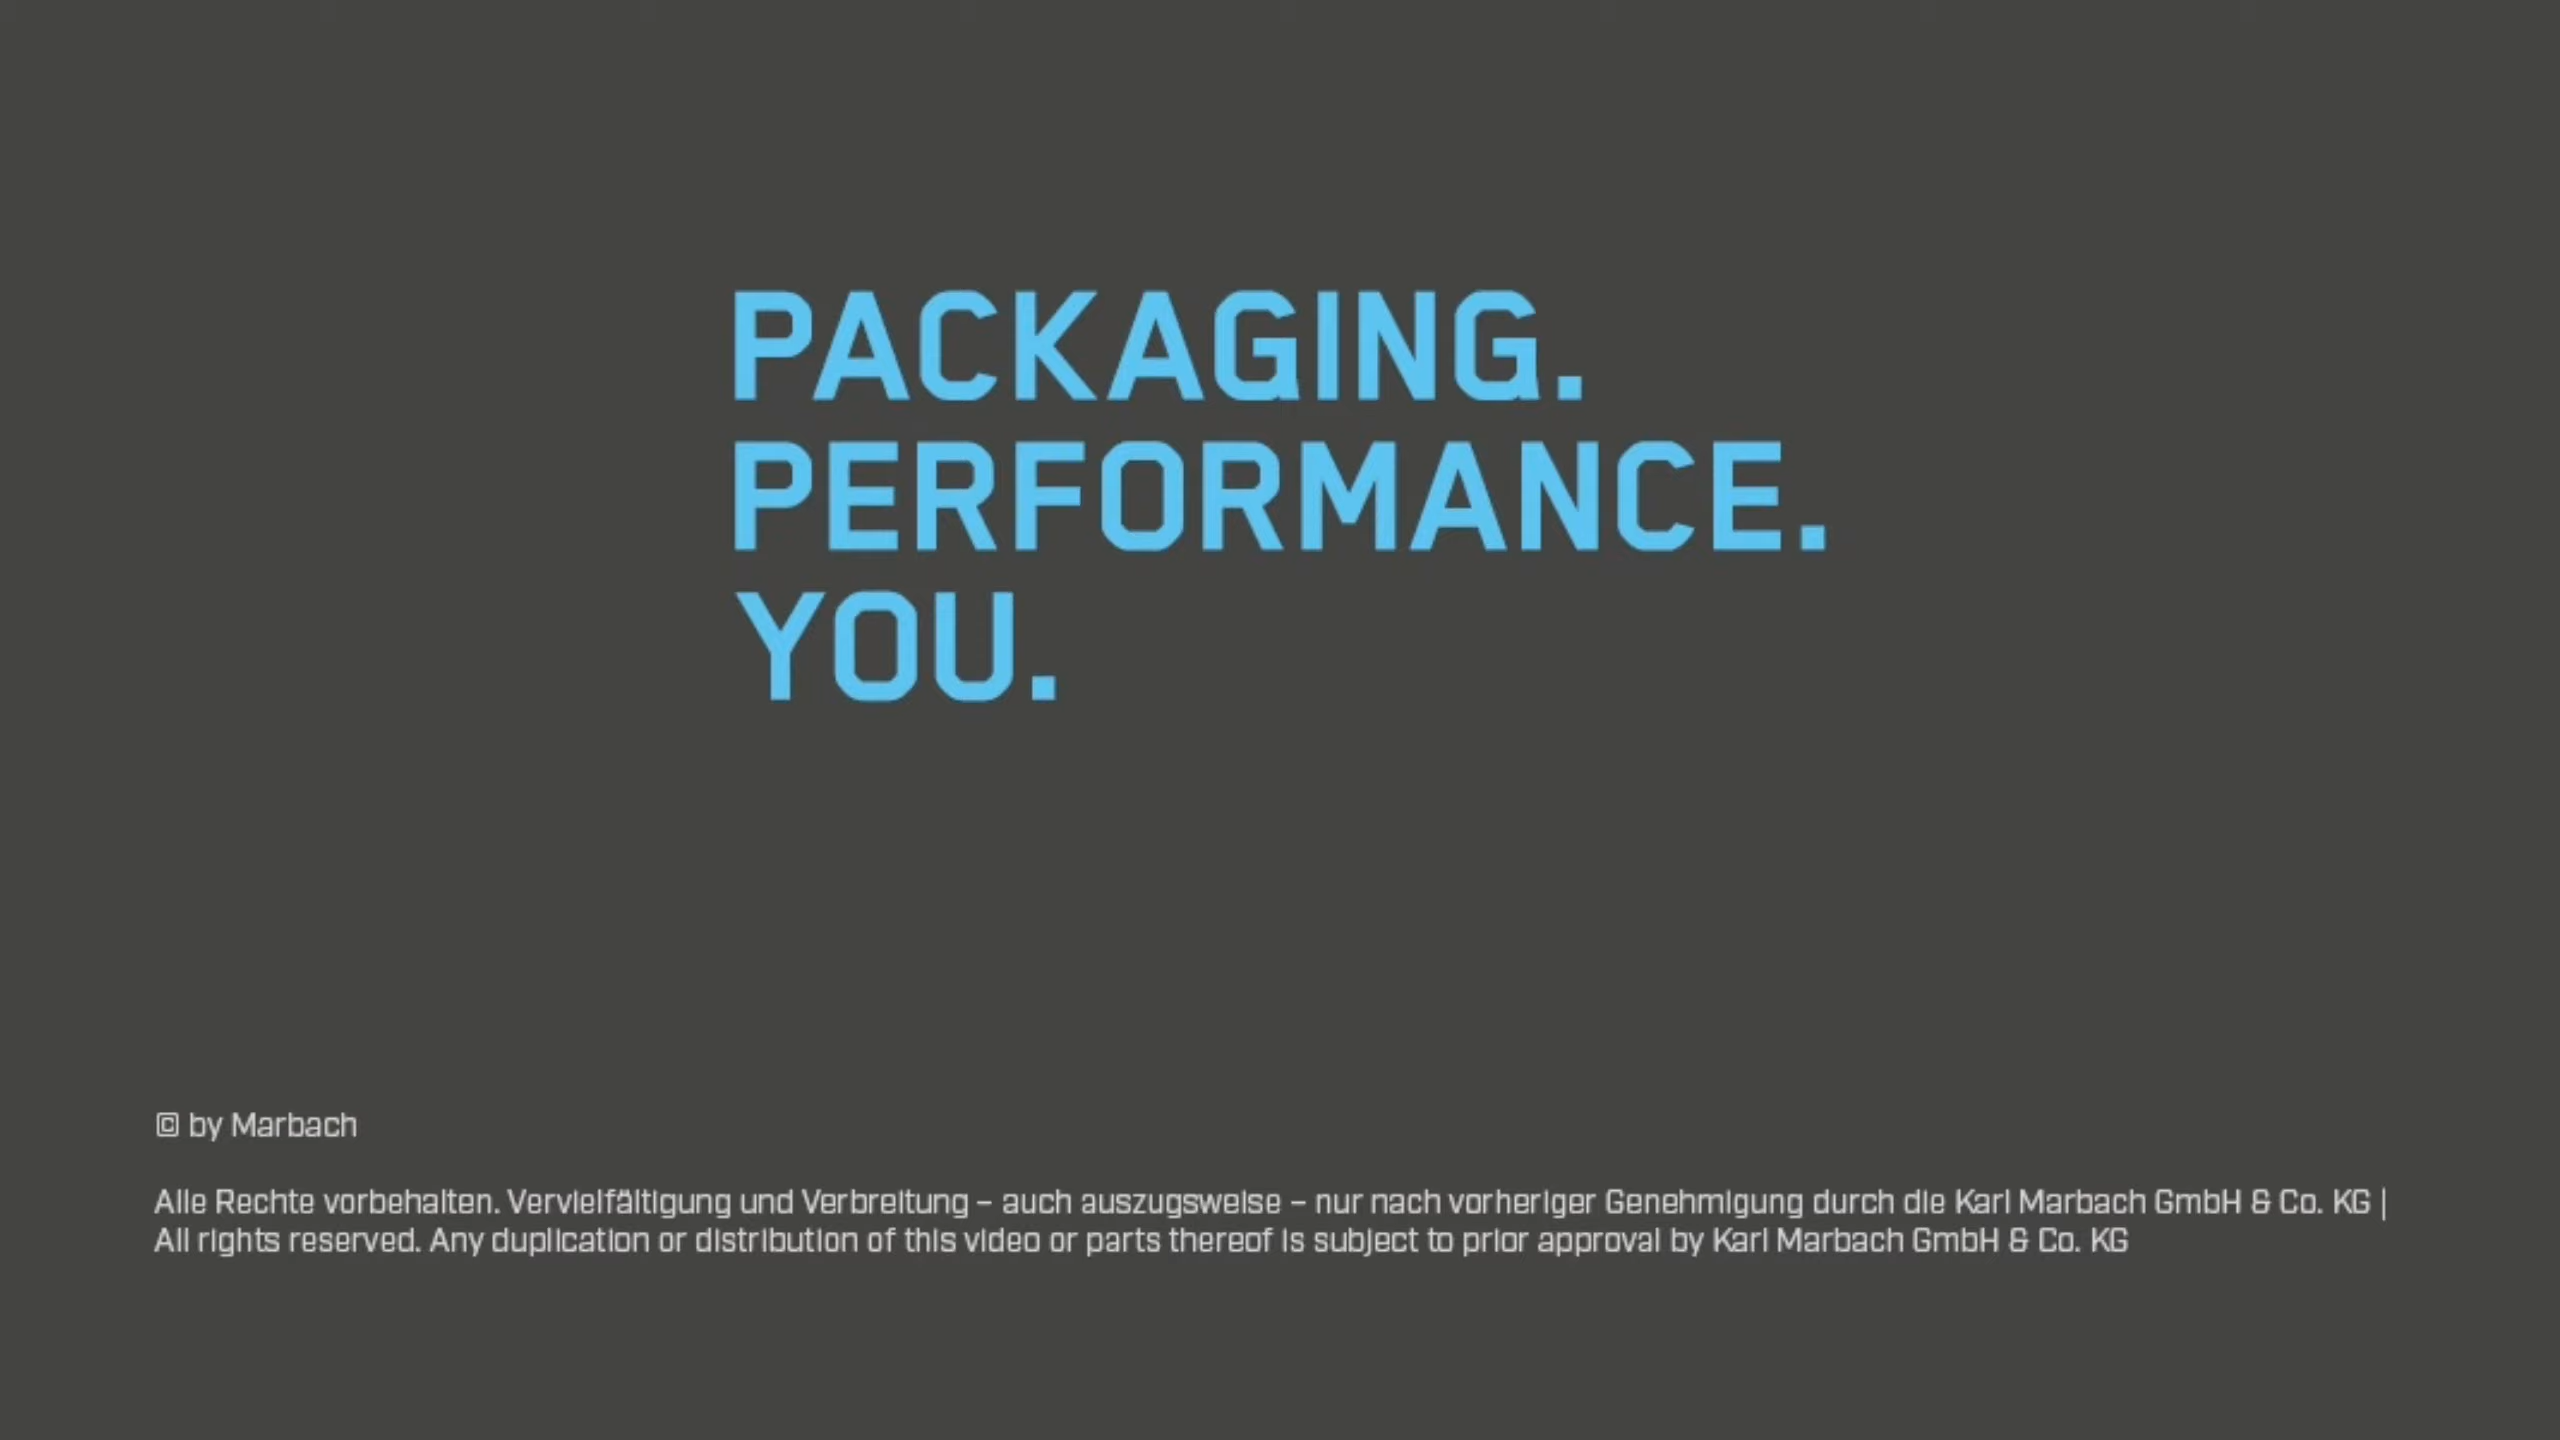 PACKAGING.
PERFORMANCE.
YOU.
© by Marbach
Alle Rechte vorbehalten. Vervielfältigung und Verbreitung – auch auszugsweise – nur nach vorheriger Genehmigung durch die Karl Marbach GmbH & Co. KG |
All rights reserved. Any duplication or distribution of this video or parts thereof is subject to prior approval by Karl Marbach GmbH & Co. KG